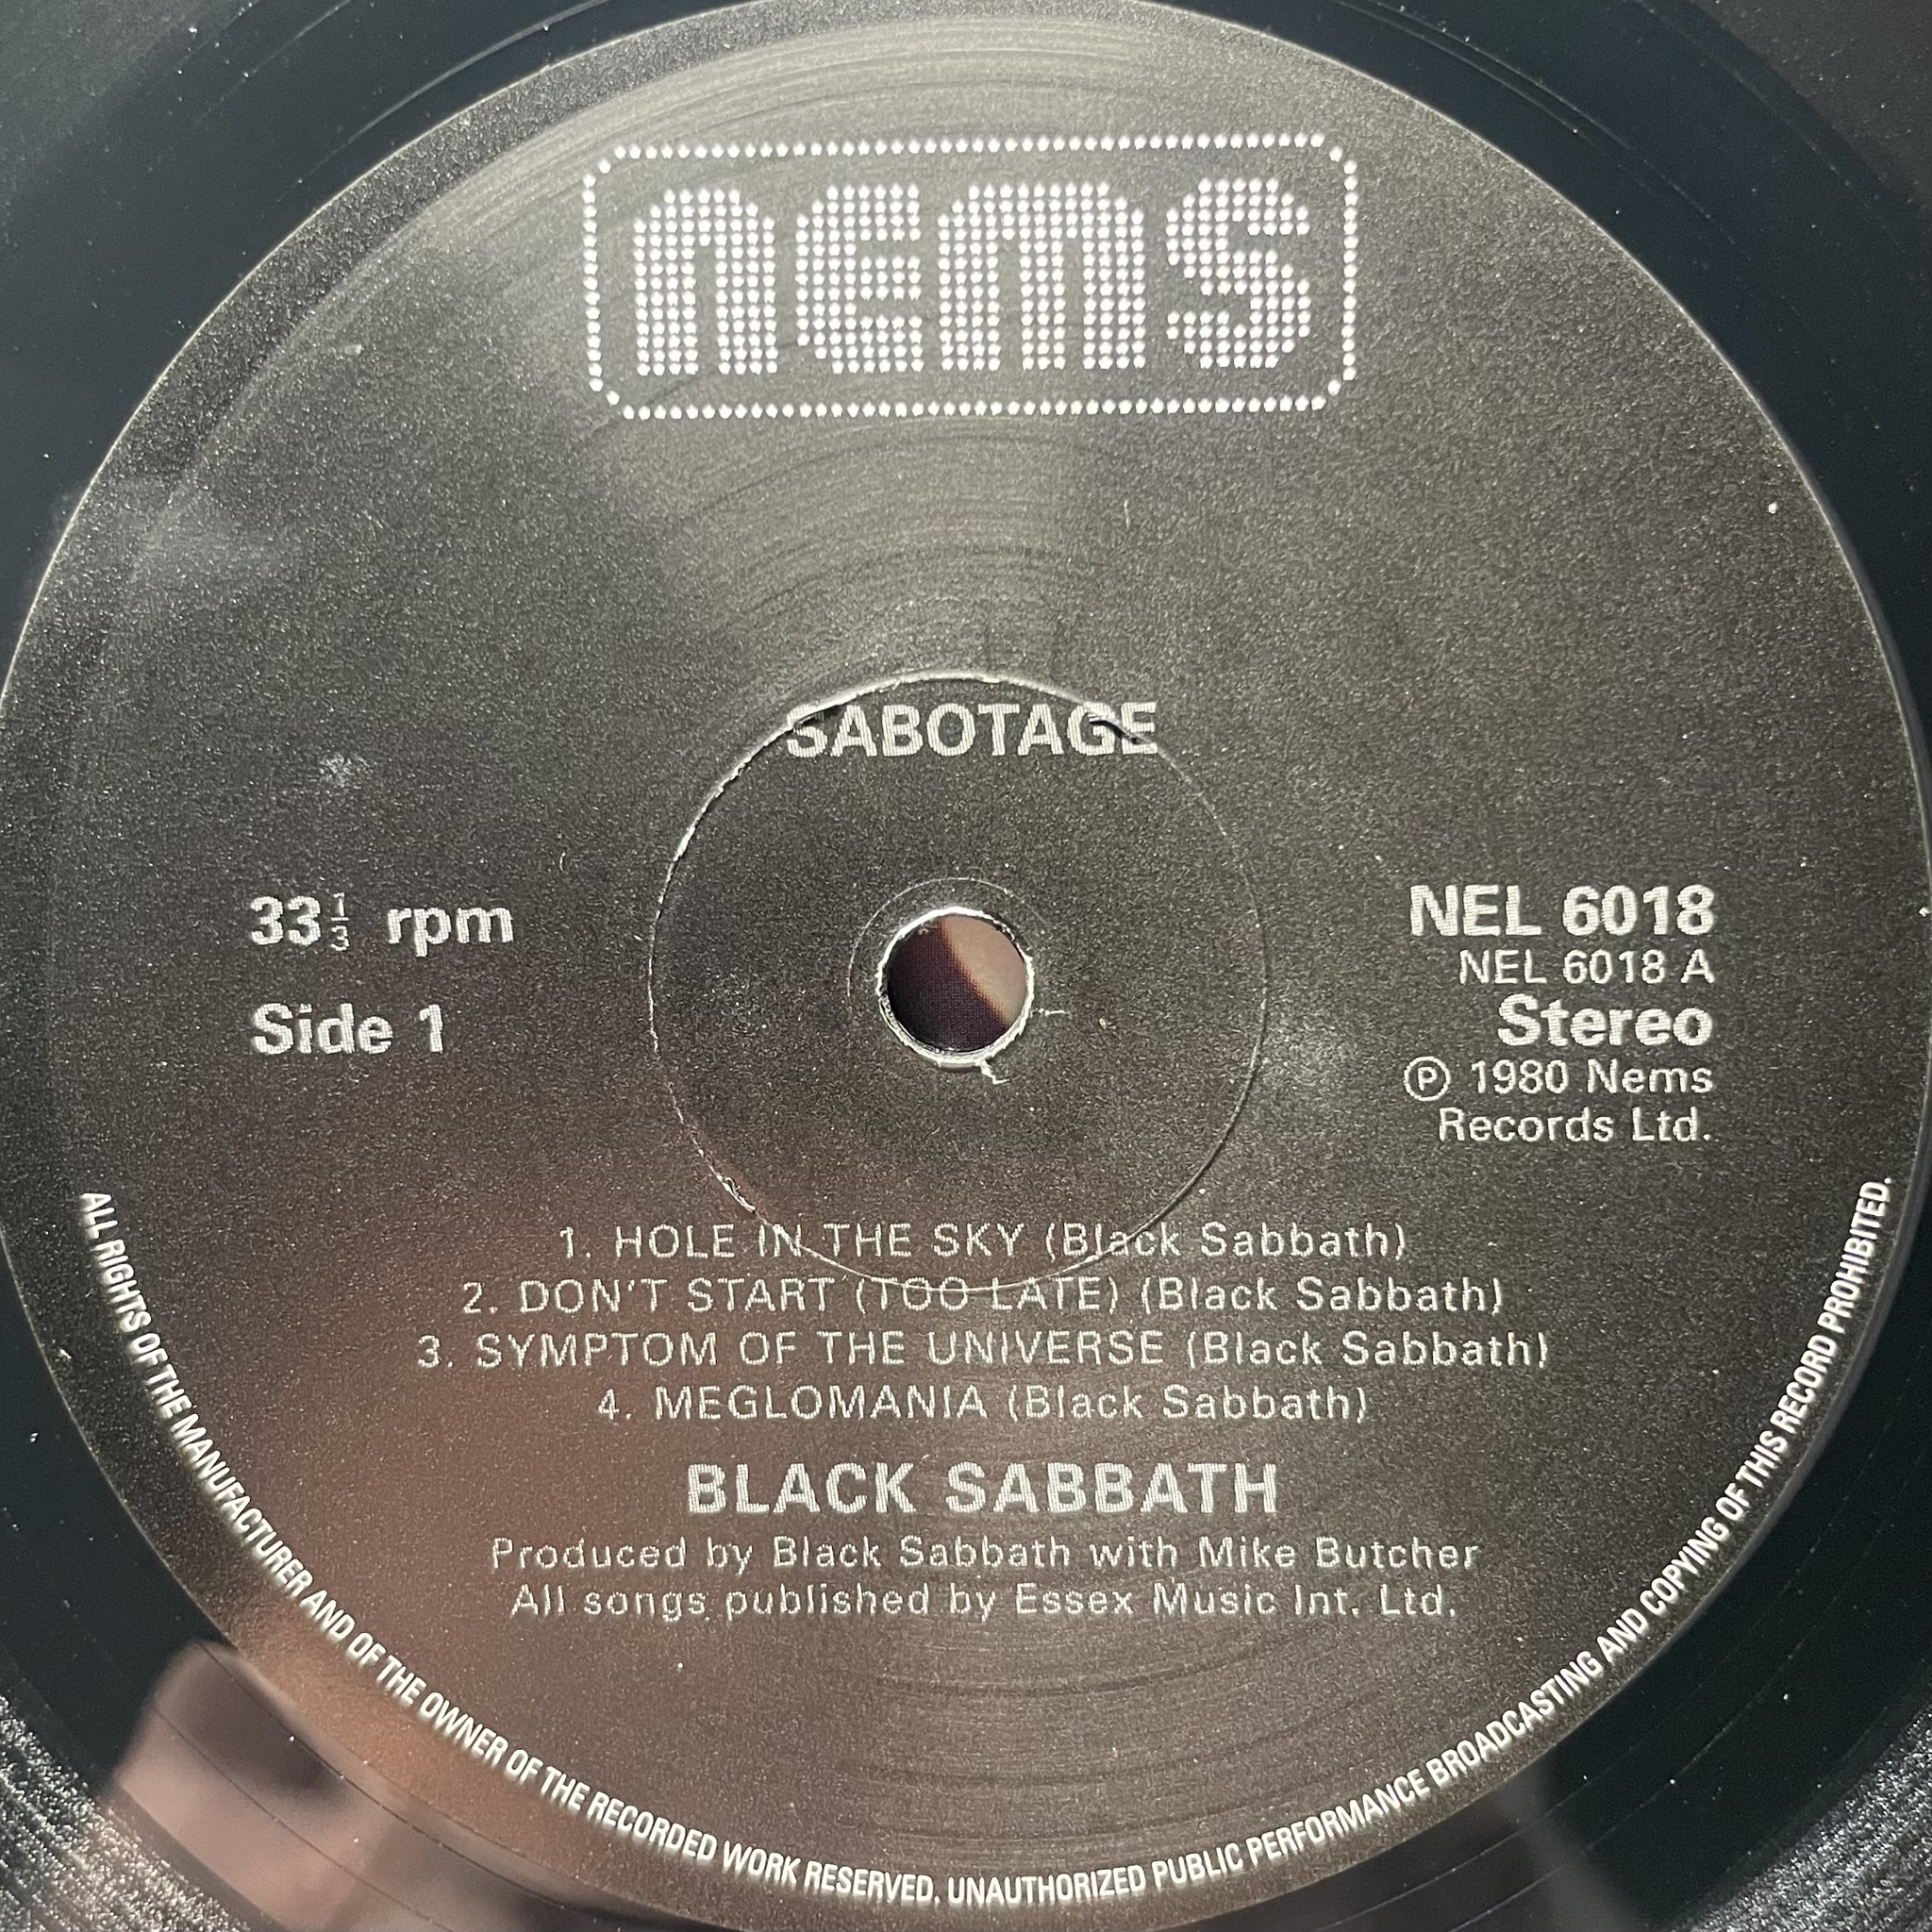 nems
SABOTAGE
33⅓ rpm
Side 1
NEL 6018
NEL 6018 A
Stereo
Ⓟ 1980 Nems
Records Ltd.
1. HOLE IN THE SKY (Black Sabbath)
2. DON'T START (TOO LATE) (Black Sabbath)
3. SYMPTOM OF THE UNIVERSE (Black Sabbath)
4. MEGLOMANIA (Black Sabbath)
BLACK SABBATH
Produced by Black Sabbath with Mike Butcher
All songs published by Essex Music Int. Ltd.
ALL RIGHTS OF THE MANUFACTURER AND OF THE OWNER OF THE RECORDED WORK RESERVED. UNAUTHORIZED PUBLIC PERFORMANCE BROADCASTING AND COPYING OF THIS RECORD PROHIBITED.